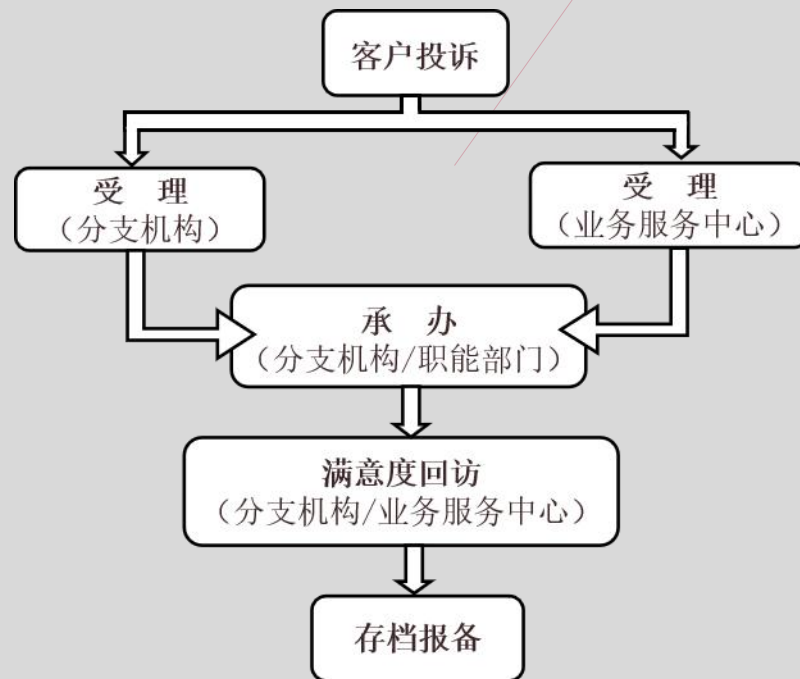 客户投诉
受 理
（分支机构）
受 理
（业务服务中心）
承 办
（分支机构/职能部门）
满意度回访
（分支机构/业务服务中心）
存档报备